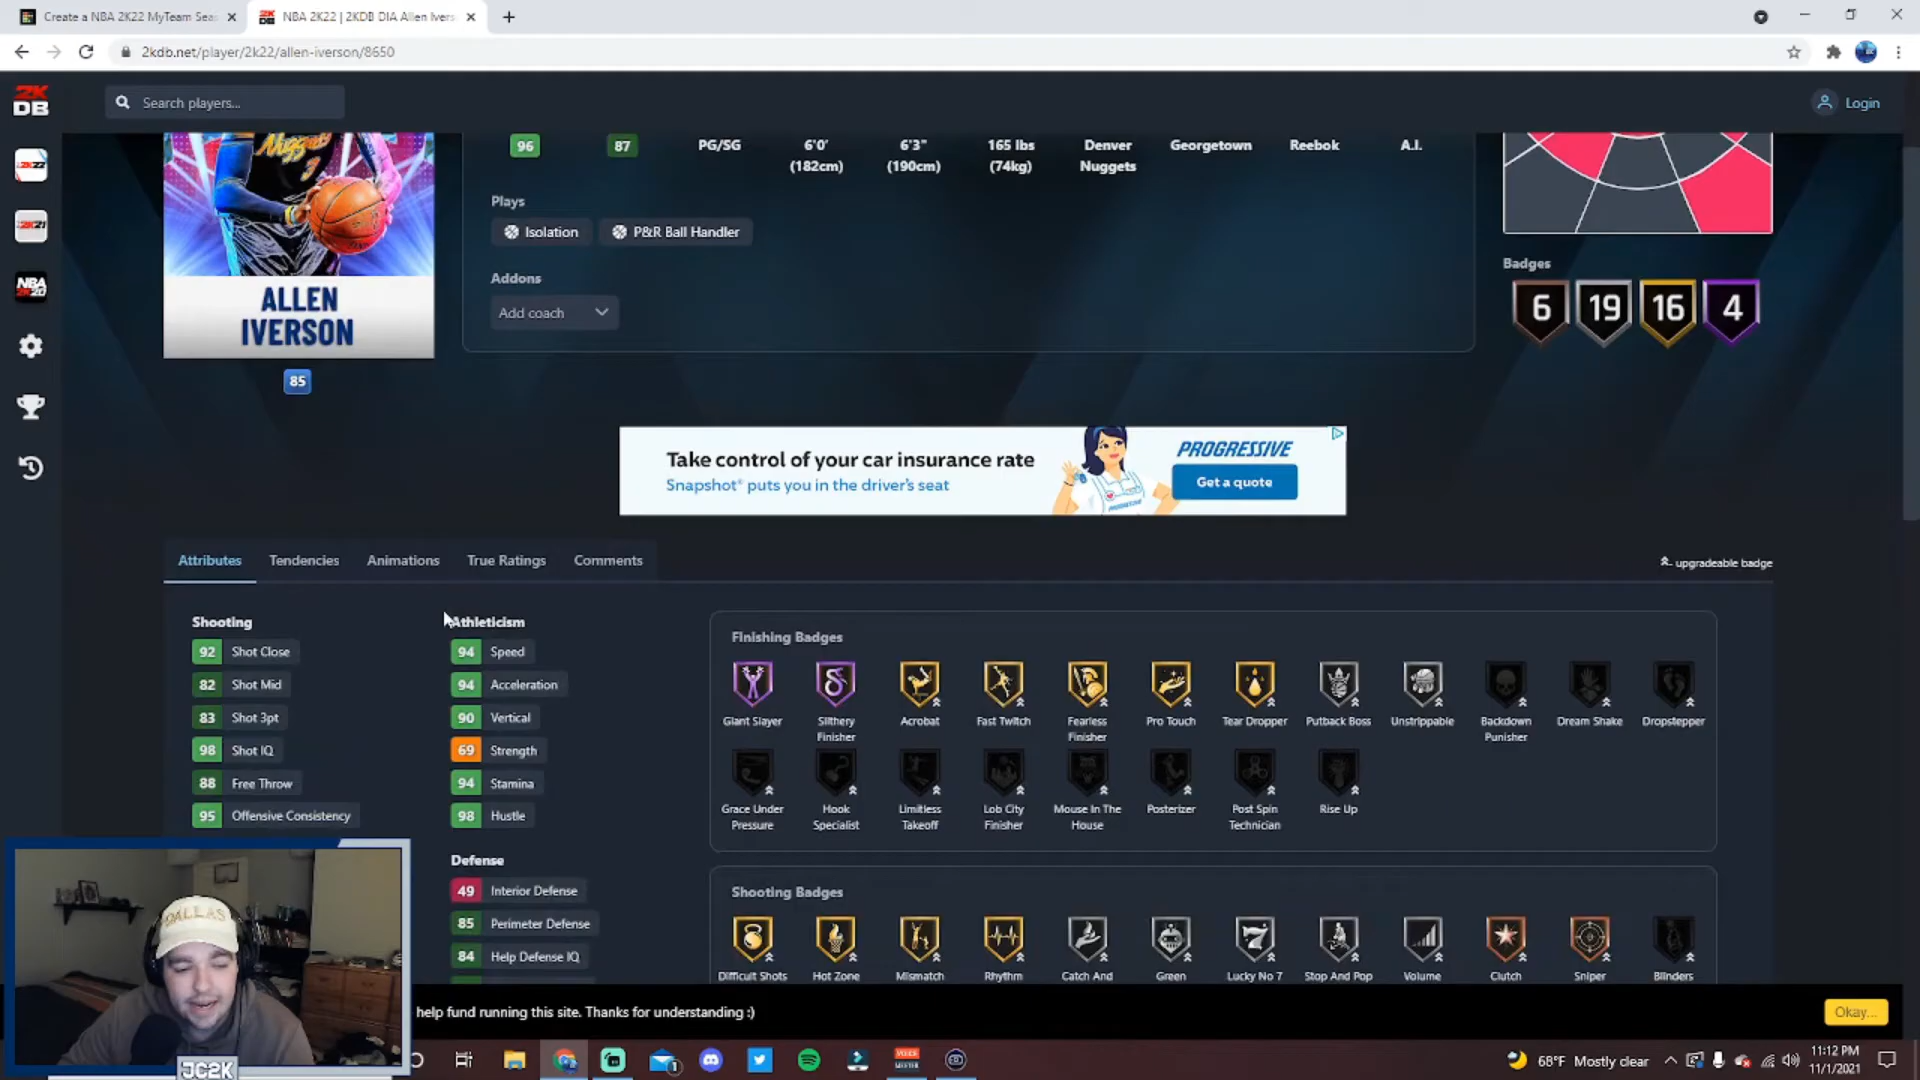 Create a NBA 2K22 MyTeam Sea
NBA 2K22 | 2KDB DIA Allen Ivers
2kdb.net/player/2k22/allen-iverson/8650
2K
DB
Search players...
Login
Nuggets
3
96
87
PG/SG
6'0'
(182cm)
6'3"
(190cm)
165 lbs
(74kg)
Denver
Nuggets
Georgetown
Reebok
A.I.
Plays
Isolation
P&R Ball Handler
Addons
Add coach
ALLEN
IVERSON
85
Badges
6
19
16
4
2K22
2K21
NBA
2K20
Take control of your car insurance rate
Snapshot® puts you in the driver's seat
PROGRESSIVE
Get a quote
Attributes
Tendencies
Animations
True Ratings
Comments
- upgradeable badge
Shooting
92 Shot Close
82 Shot Mid
83 Shot 3pt
98 Shot IQ
88 Free Throw
95 Offensive Consistency
Athleticism
94 Speed
94 Acceleration
90 Vertical
69 Strength
94 Stamina
98 Hustle
Defense
49 Interior Defense
85 Perimeter Defense
84 Help Defense IQ
Finishing Badges
Giant Slayer
Slithery
Finisher
Acrobat
Fast Twitch
Fearless
Finisher
Pro Touch
Tear Dropper
Putback Boss
Unstrippable
Backdown
Punisher
Dream Shake
Dropstepper
Grace Under
Pressure
Hook
Specialist
Limitless
Takeoff
Lob City
Finisher
Mouse In The
House
Posterizer
Post Spin
Technician
Rise Up
Shooting Badges
Difficult Shots
Hot Zone
Mismatch
Rhythm
Catch And
Green
Lucky No 7
Stop And Pop
Volume
Clutch
Sniper
Blinders
help fund running this site. Thanks for understanding :)
Okay...
DALLAS
JC2K
68°F Mostly clear
11:12 PM
11/1/2021